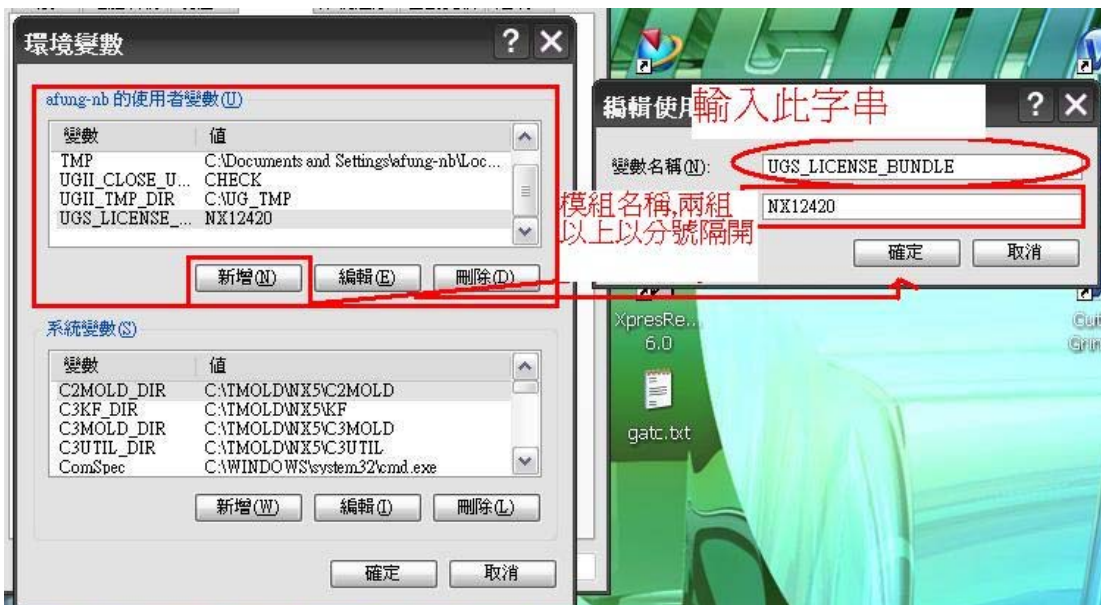 環境變數
afung-nb 的使用者變數(U)
變數 值
TMP C:\Documents and Settings\afung-nb\Loc...
UGII_CLOSE_U... CHECK
UGII_TMP_DIR C:\UG_TMP
UGS_LICENSE_... NX12420
新增(N) 編輯(E) 刪除(D)
系統變數(S)
變數 值
C2MOLD_DIR C:\TMOLD\NX5\C2MOLD
C3KF_DIR C:\TMOLD\NX5\KF
C3MOLD_DIR C:\TMOLD\NX5\C3MOLD
C3UTIL_DIR C:\TMOLD\NX5\C3UTIL
ComSpec C:\WINDOWS\system32\cmd.exe
新增(W) 編輯(I) 刪除(L)
確定 取消
編輯使用
輸入此字串
變數名稱(N): UGS_LICENSE_BUNDLE
模組名稱,兩組
以上以分號隔開
NX12420
確定 取消
XpresRe...
6.0
gatc.txt